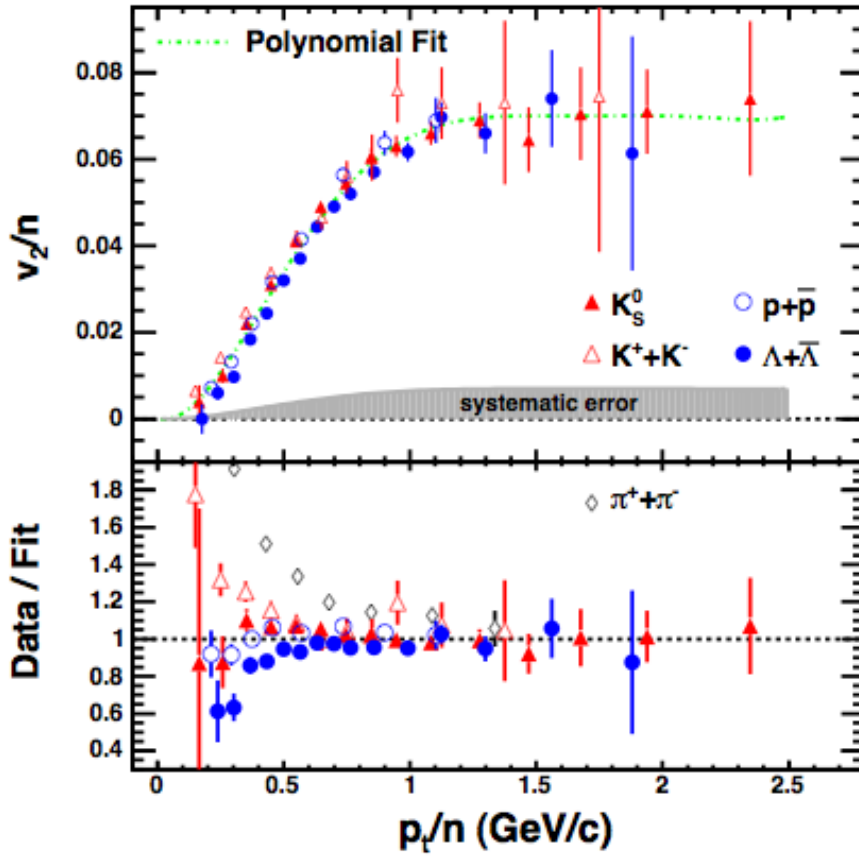 Polynomial Fit
0.08
0.06
0.04
0.02
0
v₂/n
K⁰_S
p+p̅
K⁺+K⁻
Λ+Λ̅
systematic error
1.8
1.6
1.4
1.2
1
0.8
0.6
0.4
Data / Fit
π⁺+π⁻
0 0.5 1 1.5 2 2.5
pₜ/n (GeV/c)